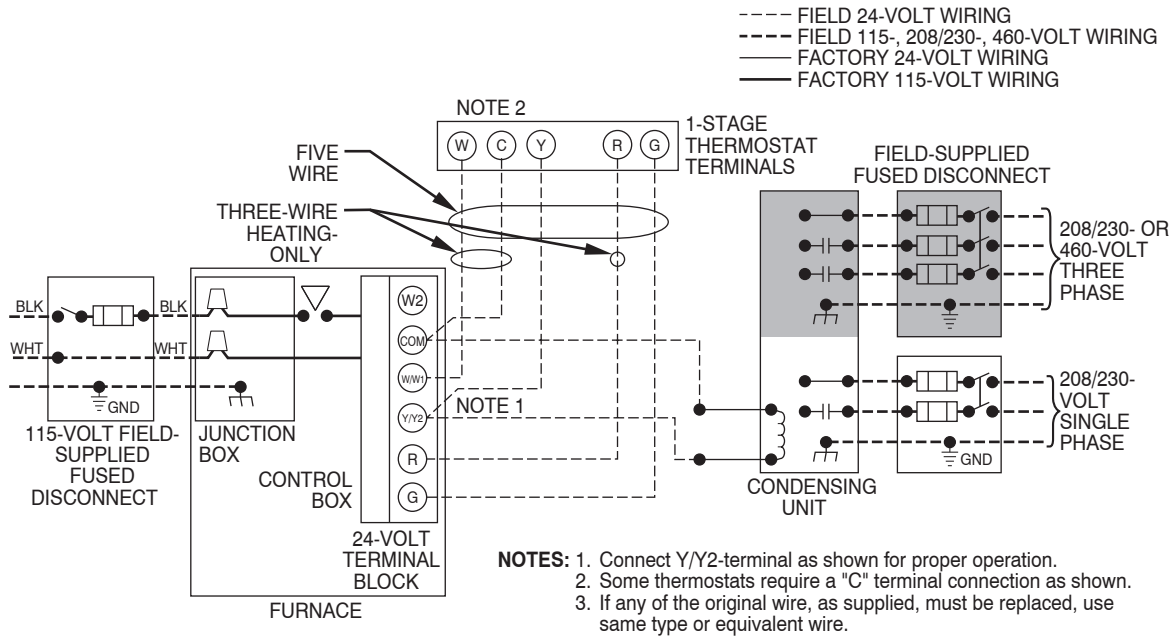 FIELD 24-VOLT WIRING
FIELD 115-, 208/230-, 460-VOLT WIRING
FACTORY 24-VOLT WIRING
FACTORY 115-VOLT WIRING
NOTE 2
1-STAGE
THERMOSTAT
TERMINALS
W
C
Y
R
G
FIVE
WIRE
THREE-WIRE
HEATING-
ONLY
FIELD-SUPPLIED
FUSED DISCONNECT
208/230- OR
460-VOLT
THREE
PHASE
BLK
BLK
WHT
WHT
GND
W2
COM
W/W1
Y/Y2
R
G
NOTE 1
208/230-
VOLT
SINGLE
PHASE
GND
115-VOLT FIELD-
SUPPLIED
FUSED
DISCONNECT
JUNCTION
BOX
CONTROL
BOX
24-VOLT
TERMINAL
BLOCK
FURNACE
CONDENSING
UNIT
NOTES: 1. Connect Y/Y2-terminal as shown for proper operation.
2. Some thermostats require a "C" terminal connection as shown.
3. If any of the original wire, as supplied, must be replaced, use
same type or equivalent wire.